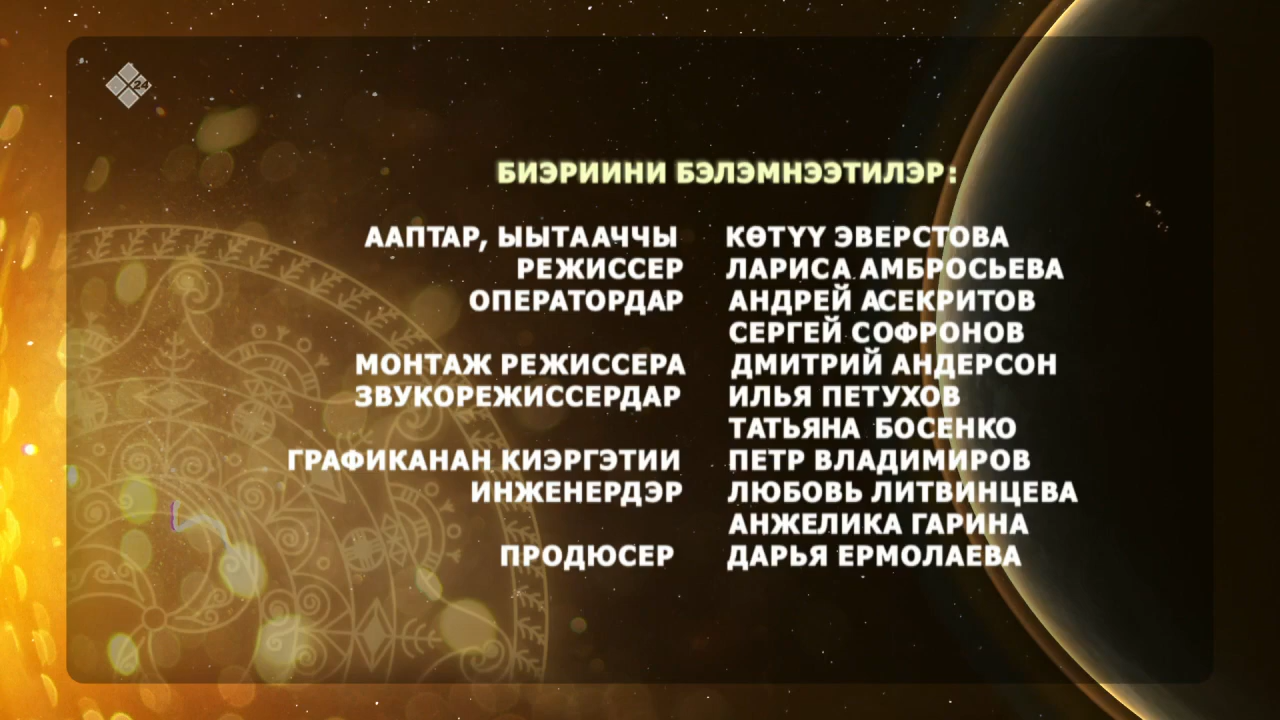 24
БИЭРИИНИ БЭЛЭМНЭЭТИЛЭР:
ААПТАР, ЫЫТААЧЧЫ КӨТҮҮ ЭВЕРСТОВА
РЕЖИССЕР ЛАРИСА АМБРОСЬЕВА
ОПЕРАТОРДАР АНДРЕЙ АСЕКРИТОВ
СЕРГЕЙ СОФРОНОВ
МОНТАЖ РЕЖИССЕРА ДМИТРИЙ АНДЕРСОН
ЗВУКОРЕЖИССЕРДАР ИЛЬЯ ПЕТУХОВ
ТАТЬЯНА БОСЕНКО
ГРАФИКАНАН КИЭРГЭТИИ ПЕТР ВЛАДИМИРОВ
ИНЖЕНЕРДЭР ЛЮБОВЬ ЛИТВИНЦЕВА
АНЖЕЛИКА ГАРИНА
ПРОДЮСЕР ДАРЬЯ ЕРМОЛАЕВА